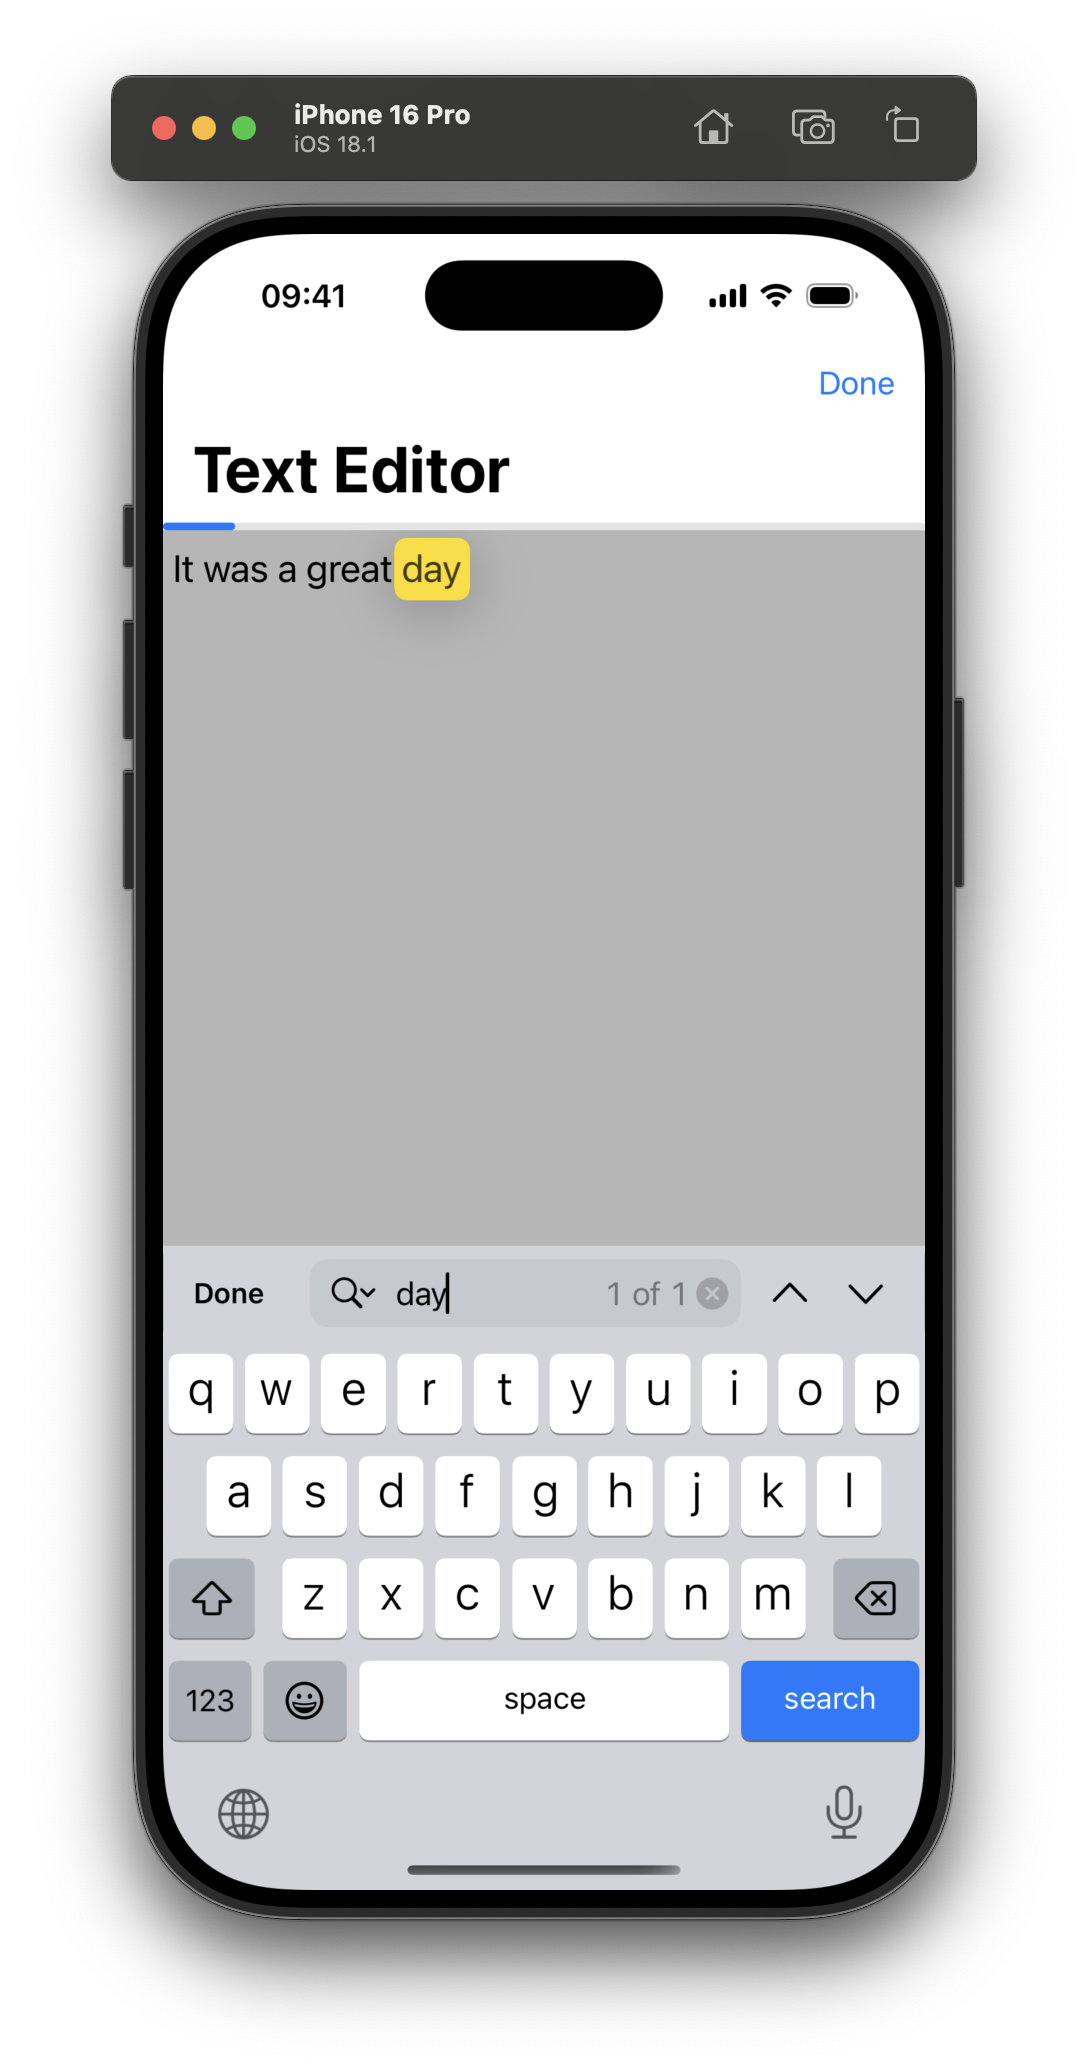 iPhone 16 Pro
iOS 18.1
09:41
Done
Text Editor
It was a great day
Done day 1 of 1
q w e r t y u i o p
a s d f g h j k l
z x c v b n m
123 space search